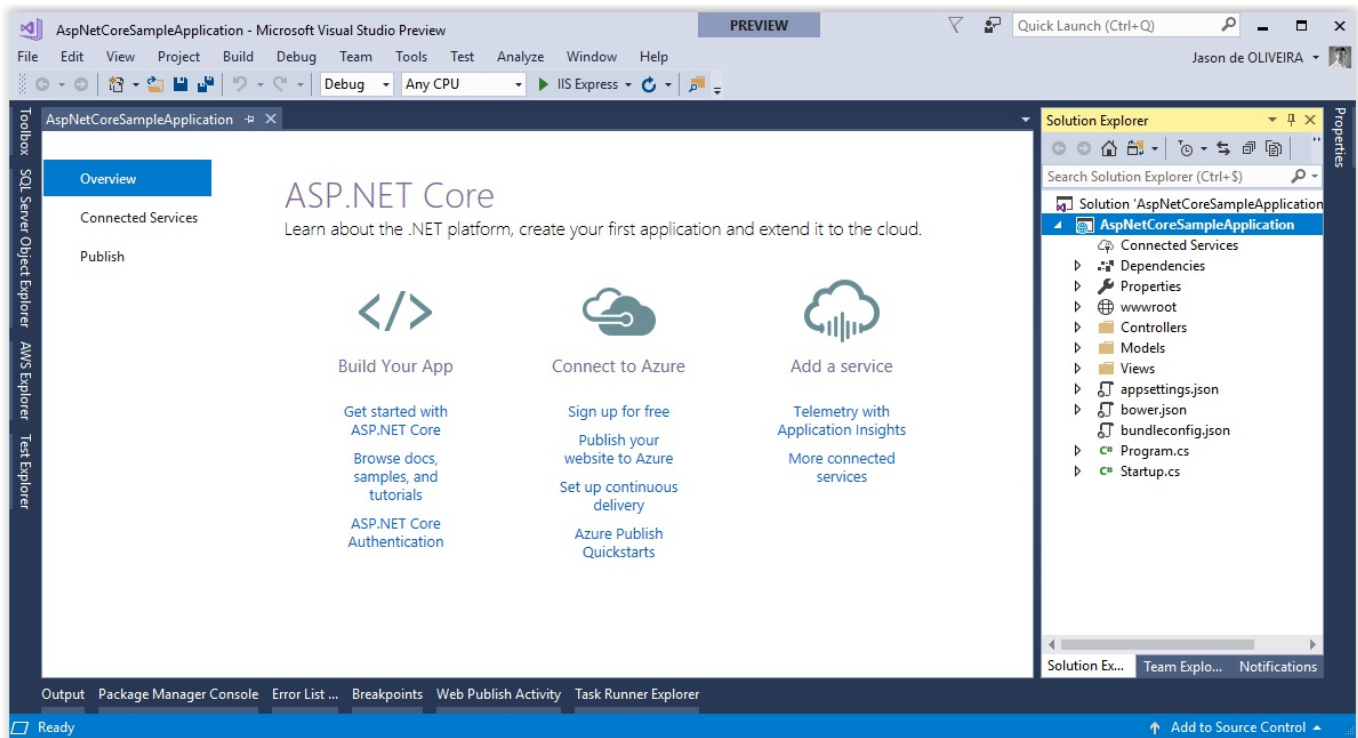 AspNetCoreSampleApplication - Microsoft Visual Studio Preview
PREVIEW
Quick Launch (Ctrl+Q)
File Edit View Project Build Debug Team Tools Test Analyze Window Help
Jason de OLIVEIRA
Debug Any CPU IIS Express
Toolbox
SQL Server Object Explorer
AWS Explorer
Test Explorer
AspNetCoreSampleApplication
Overview
Connected Services
Publish
ASP.NET Core
Learn about the .NET platform, create your first application and extend it to the cloud.
</>
Build Your App
Get started with
ASP.NET Core
Browse docs,
samples, and
tutorials
ASP.NET Core
Authentication
Connect to Azure
Sign up for free
Publish your
website to Azure
Set up continuous
delivery
Azure Publish
Quickstarts
Add a service
Telemetry with
Application Insights
More connected
services
Solution Explorer
Search Solution Explorer (Ctrl+$)
Solution 'AspNetCoreSampleApplication
AspNetCoreSampleApplication
Connected Services
Dependencies
Properties
wwwroot
Controllers
Models
Views
appsettings.json
bower.json
bundleconfig.json
C# Program.cs
C# Startup.cs
Solution Ex... Team Explo... Notifications
Properties
Output Package Manager Console Error List ... Breakpoints Web Publish Activity Task Runner Explorer
Ready
Add to Source Control